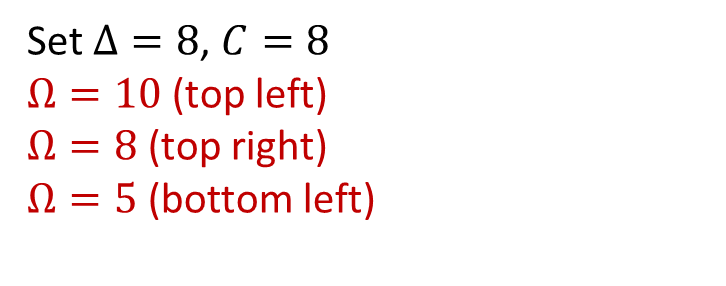 Set Δ = 8, C = 8
Ω = 10 (top left)
Ω = 8 (top right)
Ω = 5 (bottom left)